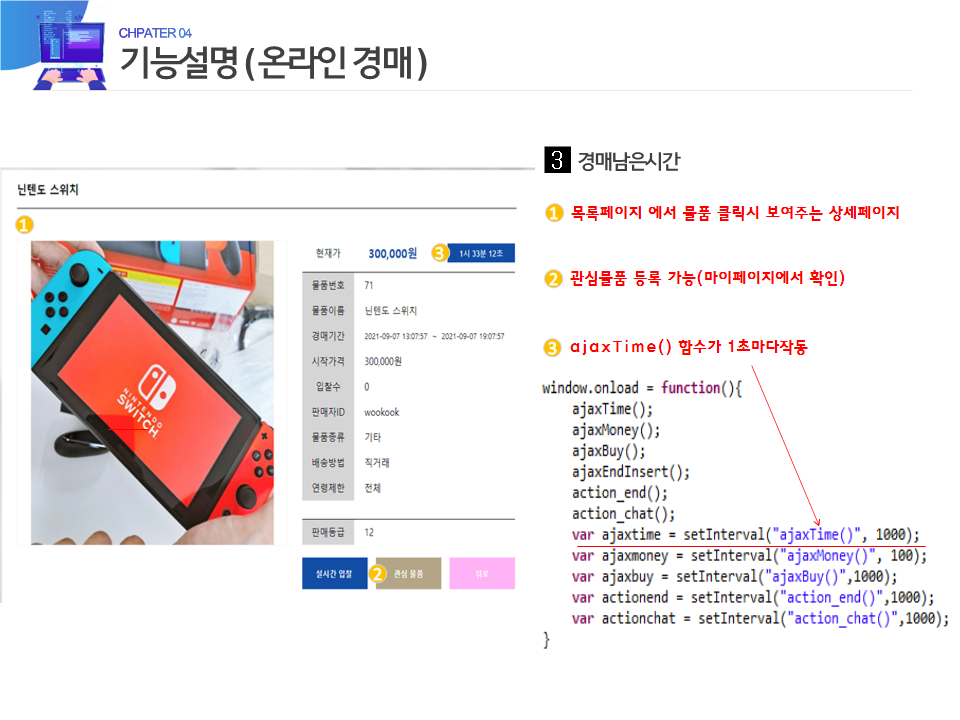 CHPATER 04
기능설명 ( 온라인 경매 )
닌텐도 스위치
1
NINTENDO
SWITCH
현재가 300,000원 3 1시 33분 12초
물품번호 71
물품이름 닌텐도 스위치
경매기간 2021-09-07 13:07:57 ~ 2021-09-07 19:07:57
시작가격 300,000원
입찰수 0
판매자ID wookook
물품종류 기타
배송방법 직거래
연령제한 전체
판매등급 12
실시간 입찰 2 관심 물품 뒤로
3 경매남은시간
1 목록페이지 에서 물품 클릭시 보여주는 상세페이지
2 관심물품 등록 가능(마이페이지에서 확인)
3 ajaxTime() 함수가 1초마다작동
window.onload = function(){
ajaxTime();
ajaxMoney();
ajaxBuy();
ajaxEndInsert();
action_end();
action_chat();
var ajaxtime = setInterval("ajaxTime()", 1000);
var ajaxmoney = setInterval("ajaxMoney()", 100);
var ajaxbuy = setInterval("ajaxBuy()",1000);
var actionend = setInterval("action_end()",1000);
var actionchat = setInterval("action_chat()",1000);
}